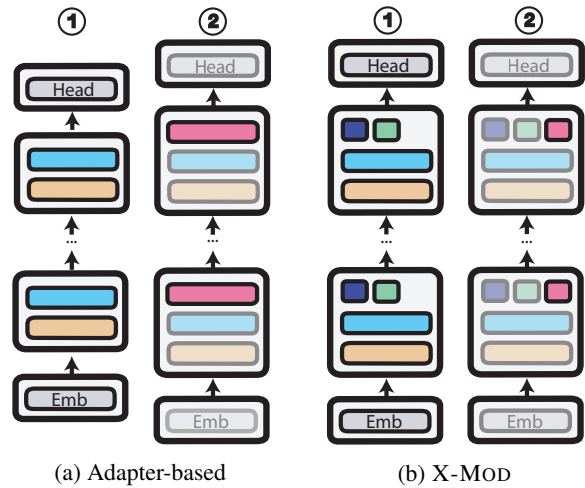 ① ② ① ②
Head Head Head Head
... ... ... ...
Emb Emb Emb Emb
(a) Adapter-based (b) X-MOD